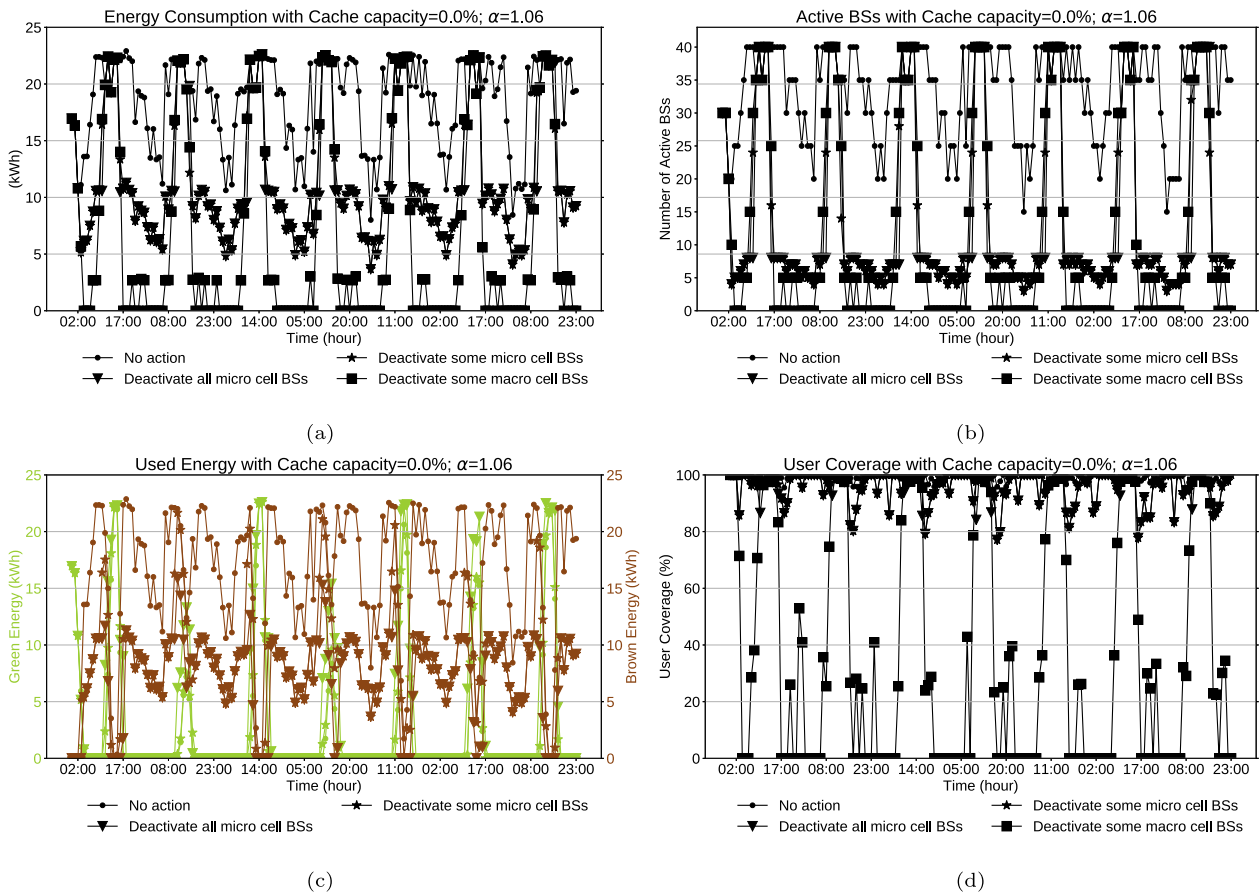 Energy Consumption with Cache capacity=0.0%; α=1.06
25
20
15
10
5
0
(kWh)
02:00 17:00 08:00 23:00 14:00 05:00 20:00 11:00 02:00 17:00 08:00 23:00
Time (hour)
No action
Deactivate all micro cell BSs
Deactivate some micro cell BSs
Deactivate some macro cell BSs
(a)
Active BSs with Cache capacity=0.0%; α=1.06
40
35
30
25
20
15
10
5
0
Number of Active BSs
02:00 17:00 08:00 23:00 14:00 05:00 20:00 11:00 02:00 17:00 08:00 23:00
Time (hour)
No action
Deactivate all micro cell BSs
Deactivate some micro cell BSs
Deactivate some macro cell BSs
(b)
Used Energy with Cache capacity=0.0%; α=1.06
25
20
15
10
5
0
Green Energy (kWh)
25
20
15
10
5
0
Brown Energy (kWh)
02:00 17:00 08:00 23:00 14:00 05:00 20:00 11:00 02:00 17:00 08:00 23:00
Time (hour)
No action
Deactivate all micro cell BSs
Deactivate some micro cell BSs
(c)
User Coverage with Cache capacity=0.0%; α=1.06
100
80
60
40
20
0
User Coverage (%)
02:00 17:00 08:00 23:00 14:00 05:00 20:00 11:00 02:00 17:00 08:00 23:00
Time (hour)
No action
Deactivate all micro cell BSs
Deactivate some micro cell BSs
Deactivate some macro cell BSs
(d)